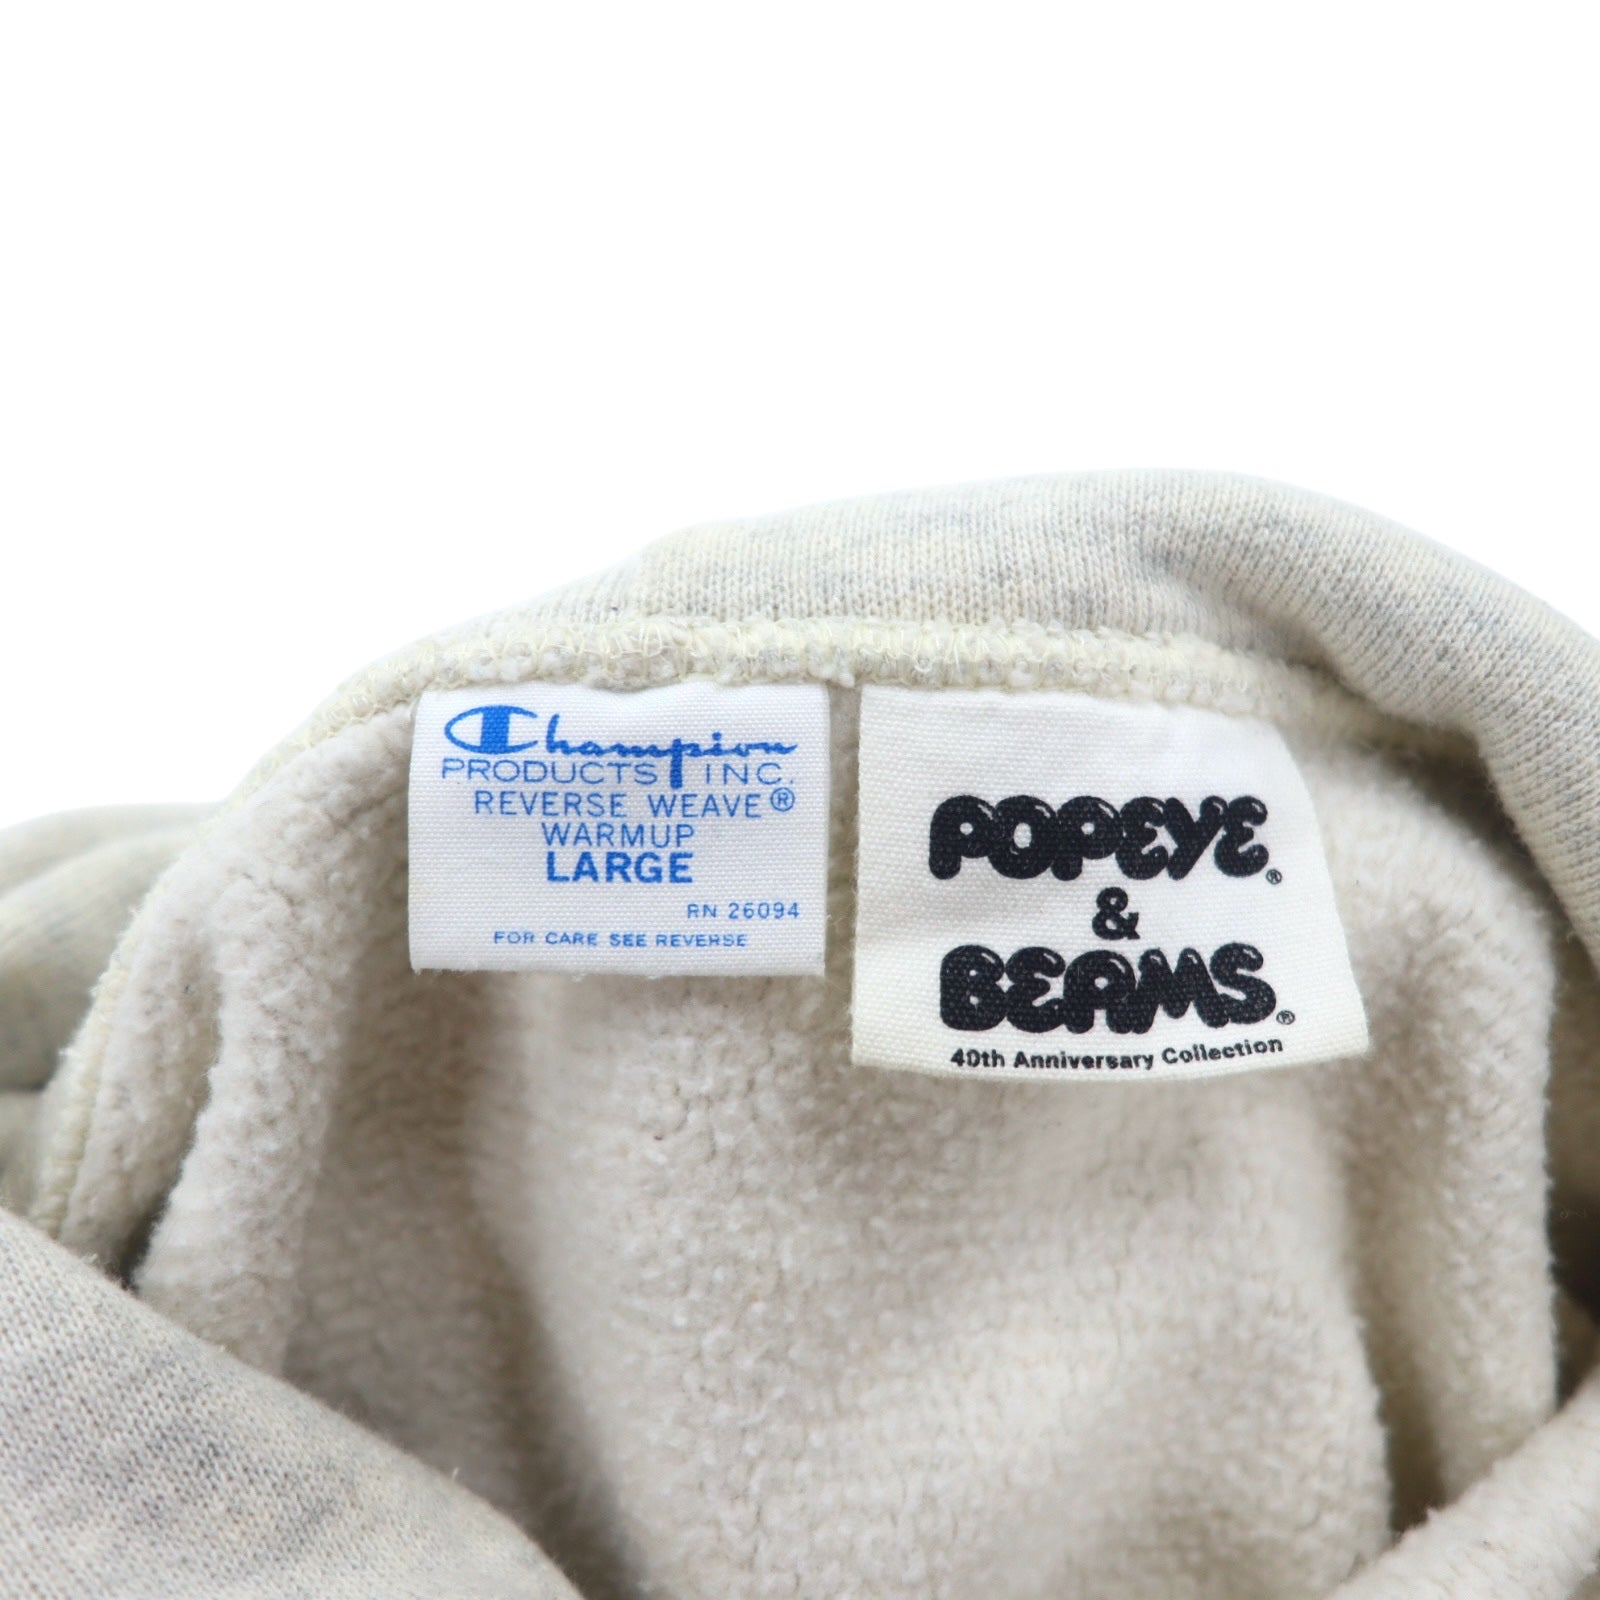 Champion
PRODUCTS INC.
REVERSE WEAVE®
WARMUP
LARGE
RN 26094
FOR CARE SEE REVERSE
POPEYE®
&
BEAMS®
40th Anniversary Collection